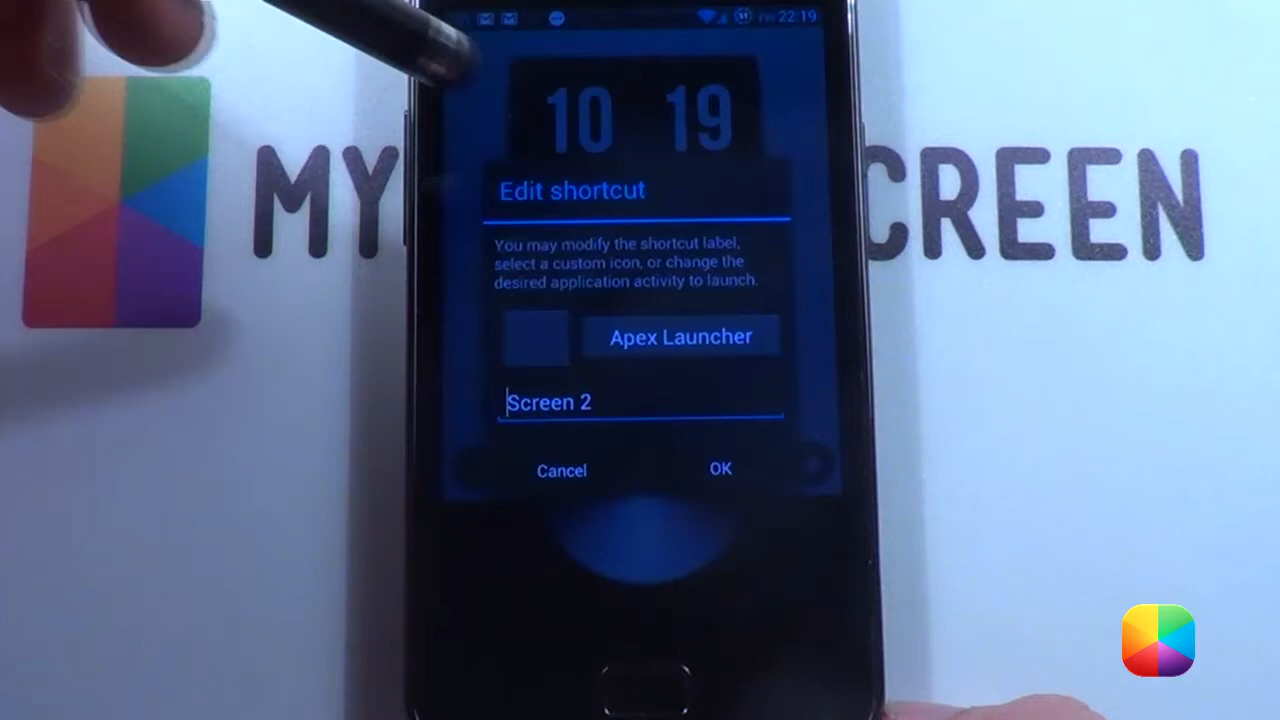 22:19
10 19
MY CREEN
Edit shortcut
You may modify the shortcut label,
select a custom icon, or change the
desired application activity to launch.
Apex Launcher
Screen 2
Cancel OK